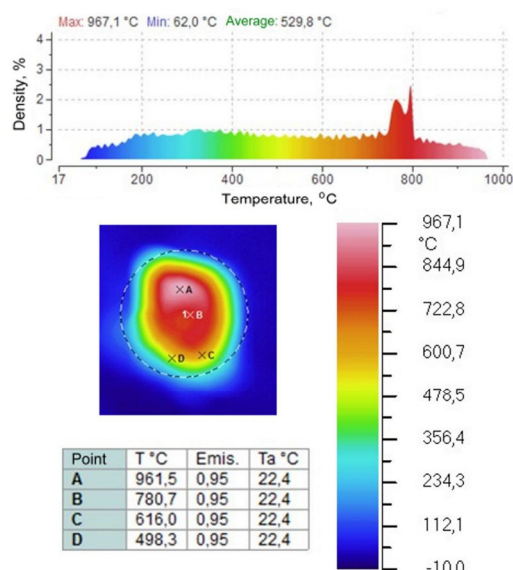 Max: 967,1 °C Min: 62,0 °C Average: 529,8 °C
Density, %
4
3
2
1
0
17 200 400 600 800 1000
Temperature, °C
A
1 B
D C
967,1
°C
844,9
722,8
600,7
478,5
356,4
234,3
112,1
-10,0
Point T °C Emis. Ta °C
A 961,5 0,95 22,4
B 780,7 0,95 22,4
C 616,0 0,95 22,4
D 498,3 0,95 22,4